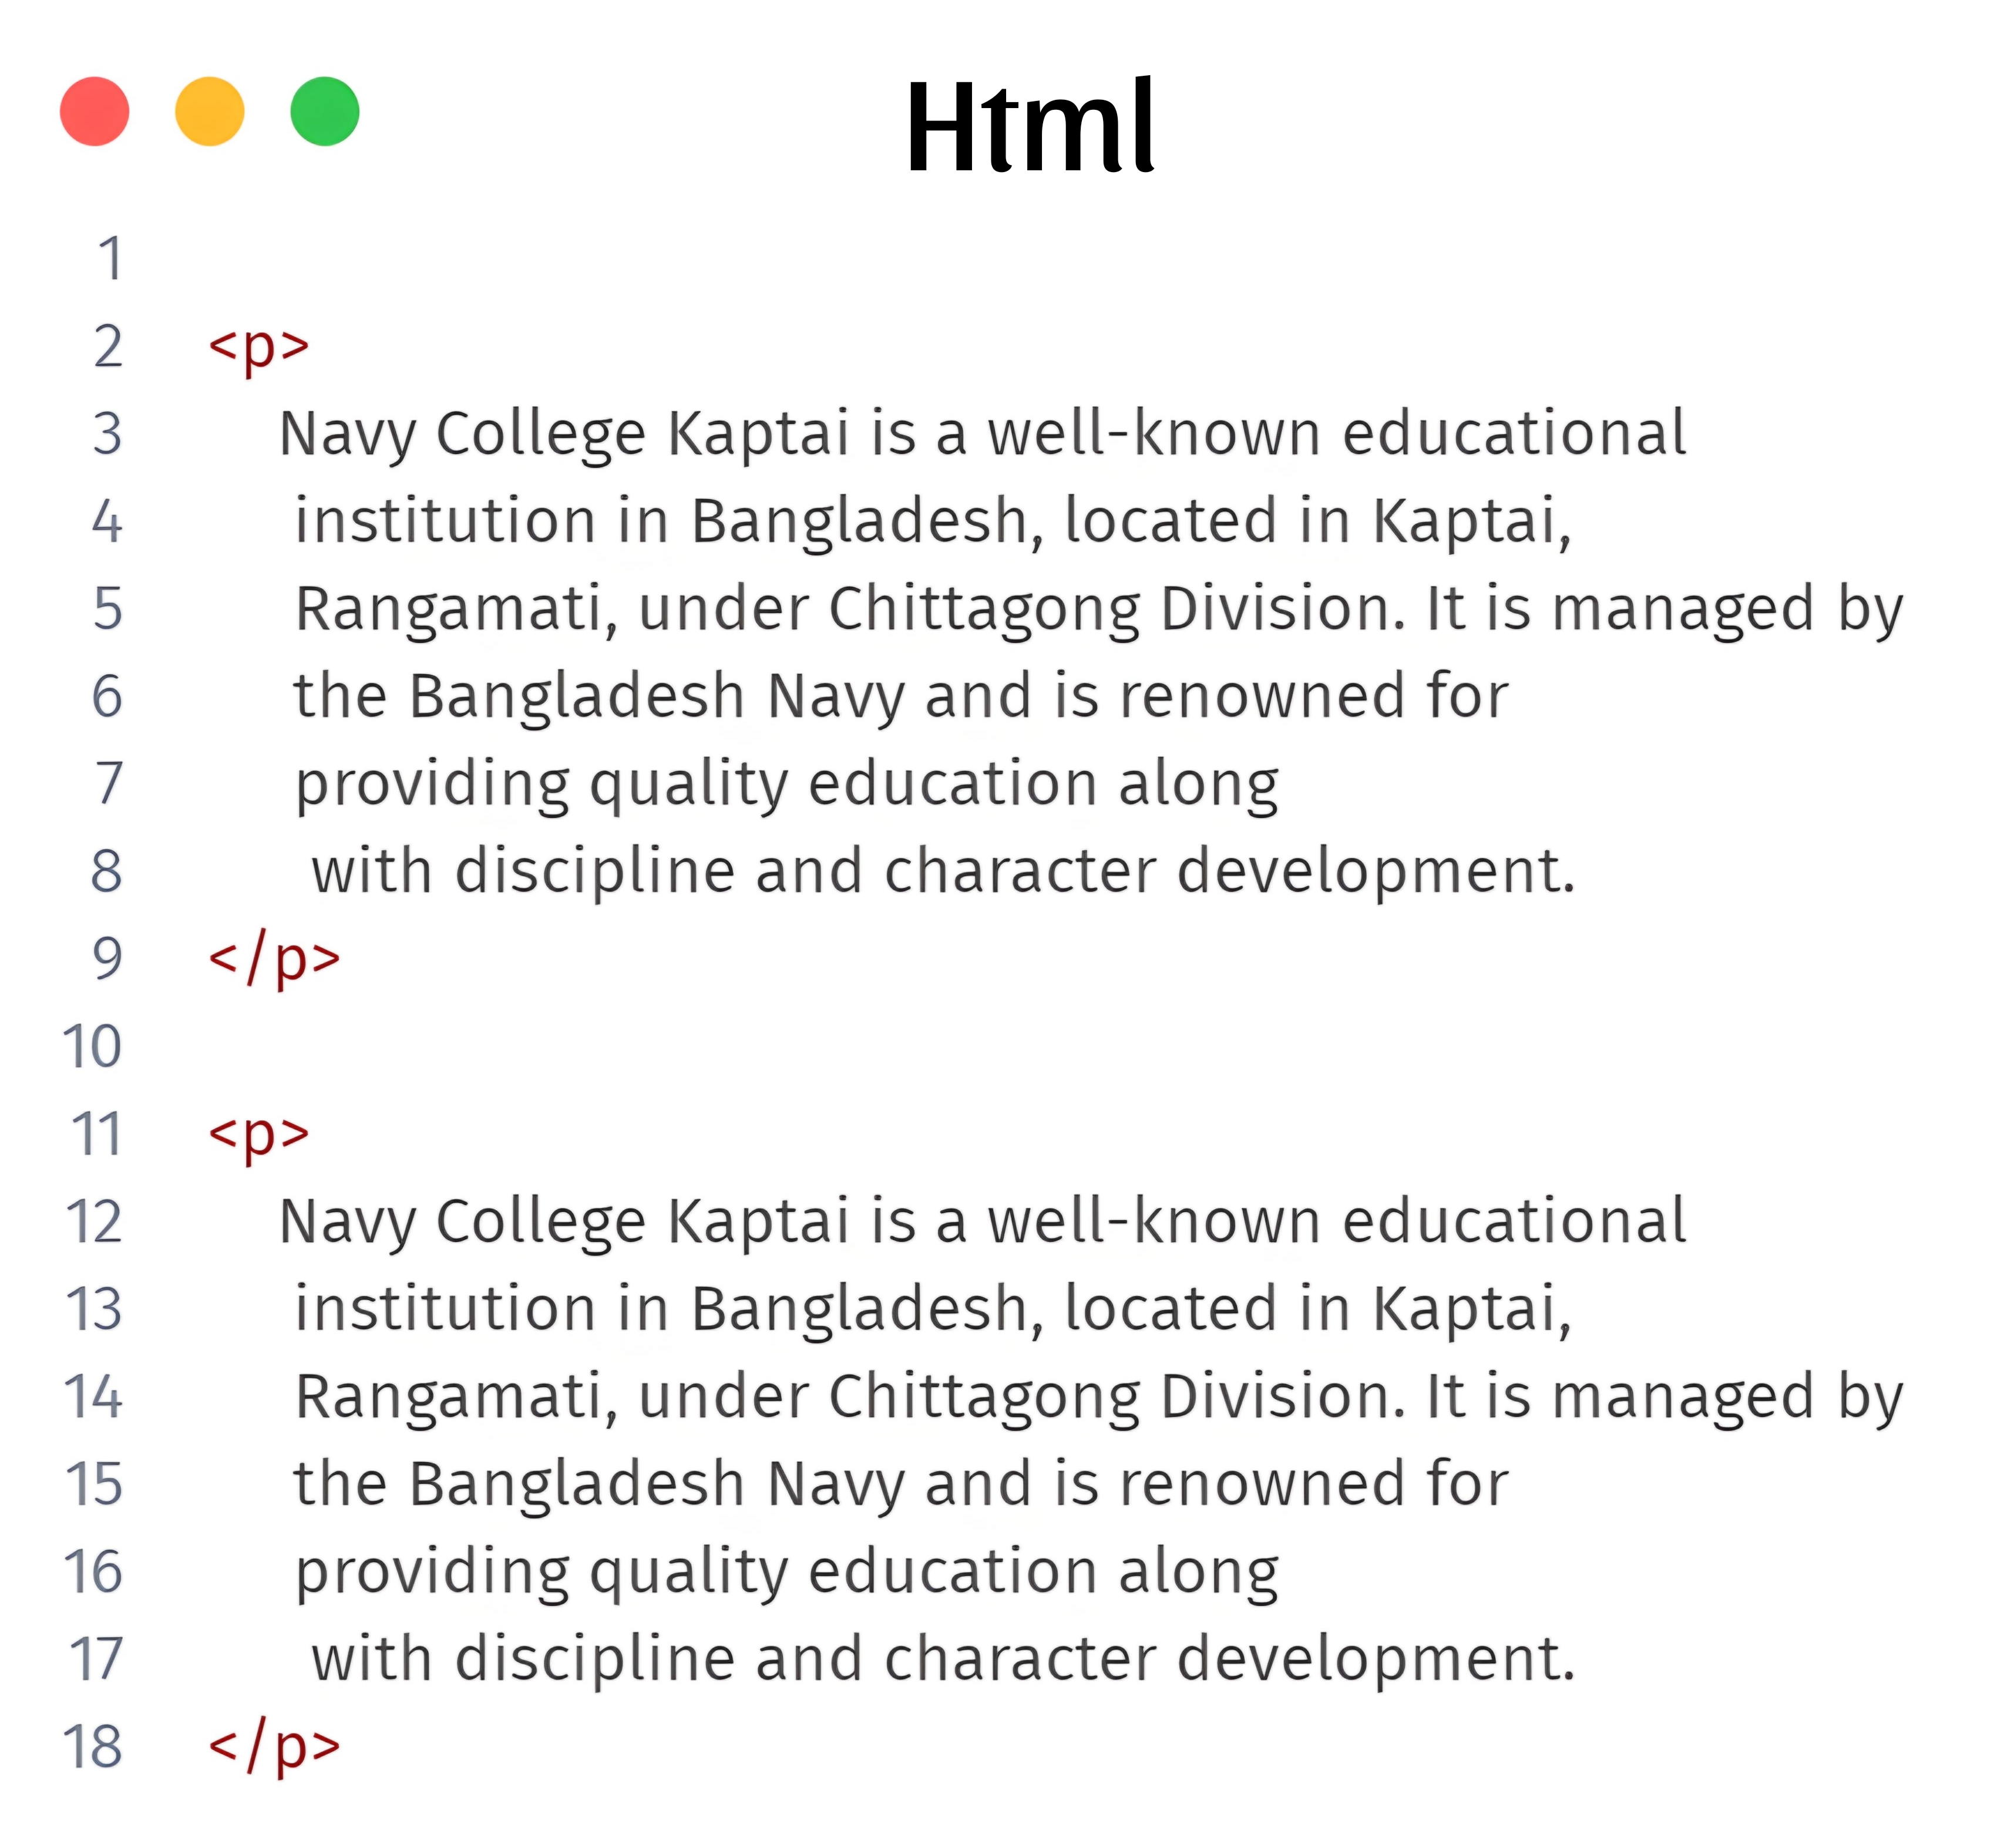 Html
1
2 <p>
3 Navy College Kaptai is a well-known educational
4 institution in Bangladesh, located in Kaptai,
5 Rangamati, under Chittagong Division. It is managed by
6 the Bangladesh Navy and is renowned for
7 providing quality education along
8 with discipline and character development.
9 </p>
10
11 <p>
12 Navy College Kaptai is a well-known educational
13 institution in Bangladesh, located in Kaptai,
14 Rangamati, under Chittagong Division. It is managed by
15 the Bangladesh Navy and is renowned for
16 providing quality education along
17 with discipline and character development.
18 </p>